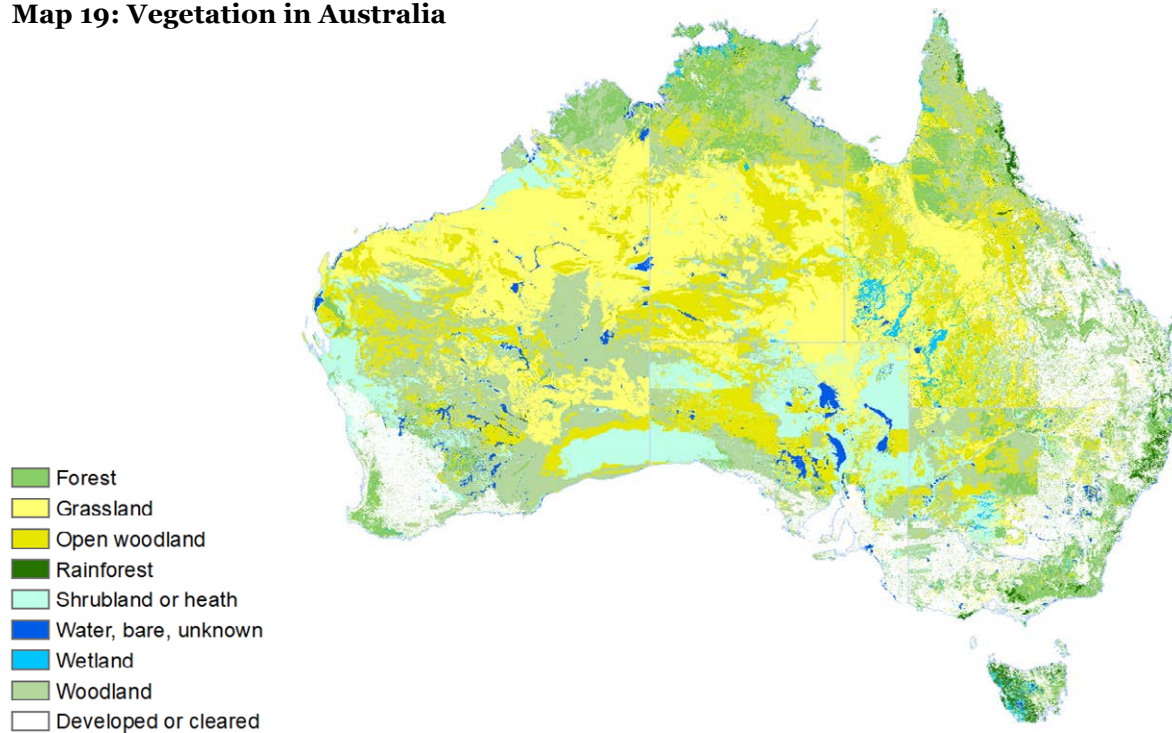 Map 19: Vegetation in Australia
Forest
Grassland
Open woodland
Rainforest
Shrubland or heath
Water, bare, unknown
Wetland
Woodland
Developed or cleared